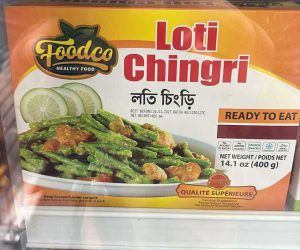 Foodco
HEALTHY FOOD
Loti
Chingri
লতি চিংড়ি
READY TO EAT
NET WEIGHT / POIDS NET
14.1 oz (400 g)
QUALITÉ SUPÉRIEURE